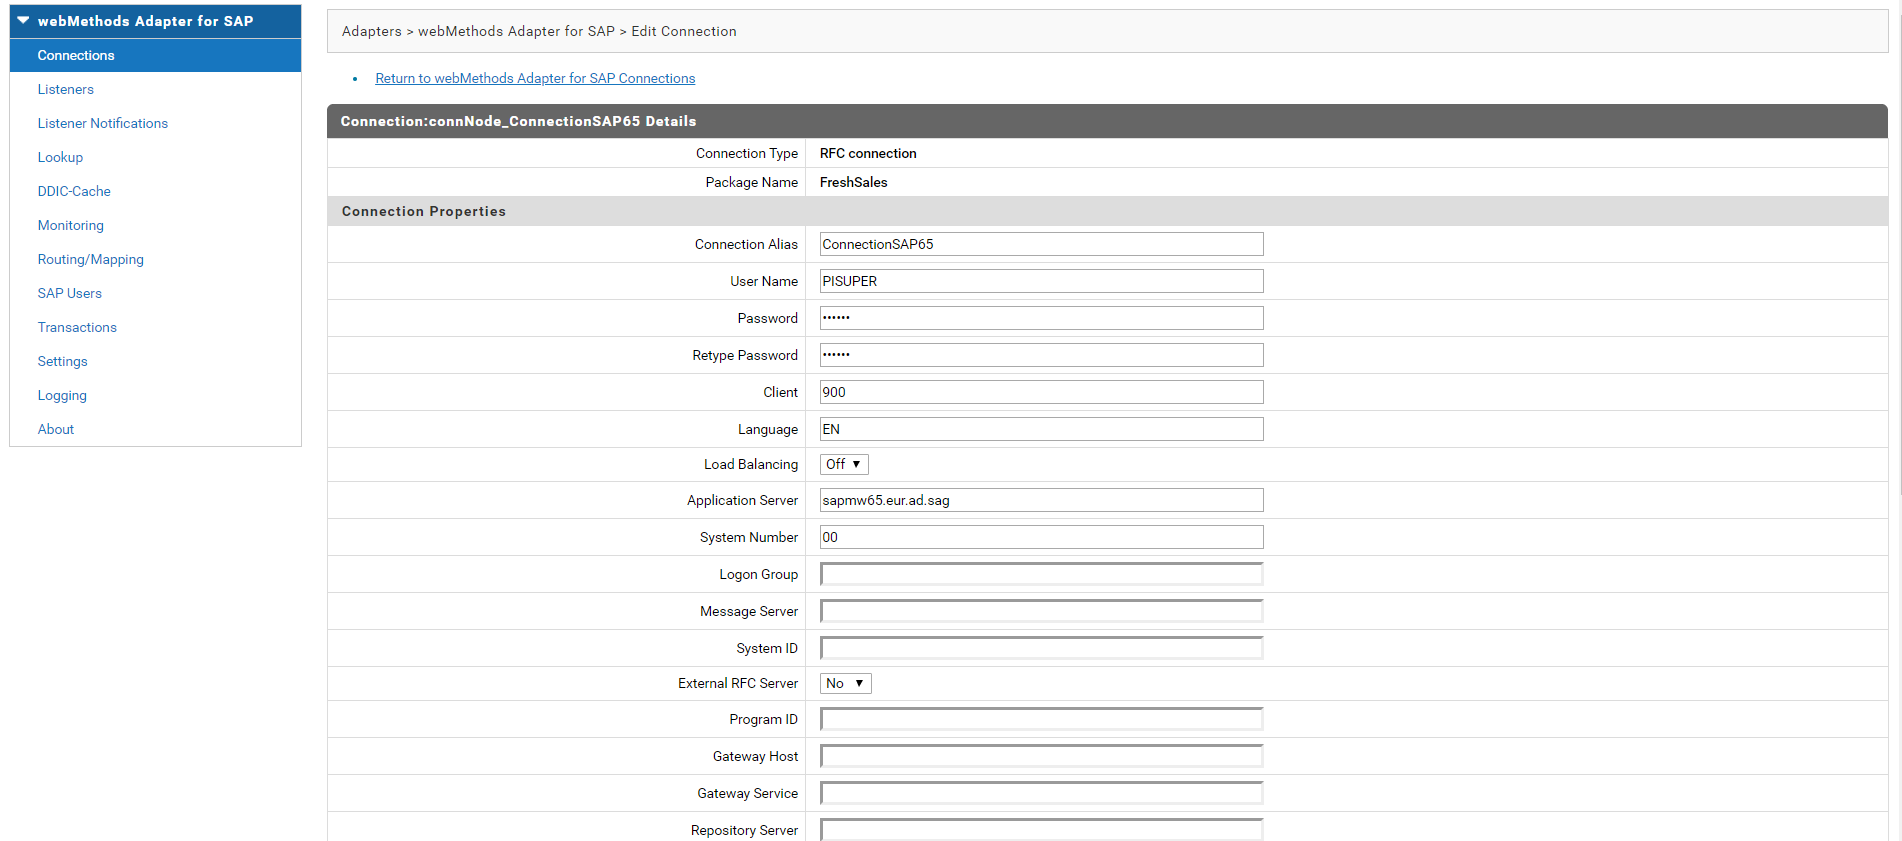 webMethods Adapter for SAP
Connections
Listeners
Listener Notifications
Lookup
DDIC-Cache
Monitoring
Routing/Mapping
SAP Users
Transactions
Settings
Logging
About
Adapters > webMethods Adapter for SAP > Edit Connection
Return to webMethods Adapter for SAP Connections
Connection:connNode_ConnectionSAP65 Details
Connection Type RFC connection
Package Name FreshSales
Connection Properties
Connection Alias ConnectionSAP65
User Name PISUPER
Password ••••••
Retype Password ••••••
Client 900
Language EN
Load Balancing Off
Application Server sapmw65.eur.ad.sag
System Number 00
Logon Group
Message Server
System ID
External RFC Server No
Program ID
Gateway Host
Gateway Service
Repository Server